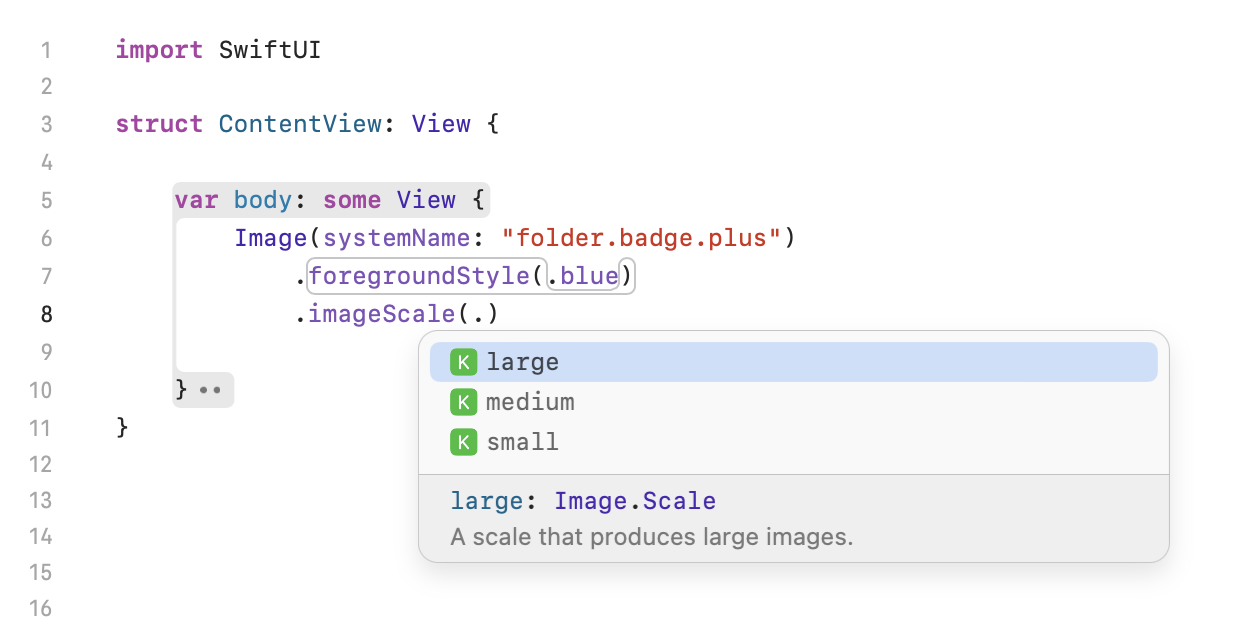 1 import SwiftUI
2
3 struct ContentView: View {
4
5 var body: some View {
6 Image(systemName: "folder.badge.plus")
7 .foregroundStyle(.blue)
8 .imageScale(.)
9
10 } ••
11 }
12
13
14
15
16
K large
K medium
K small
large: Image.Scale
A scale that produces large images.